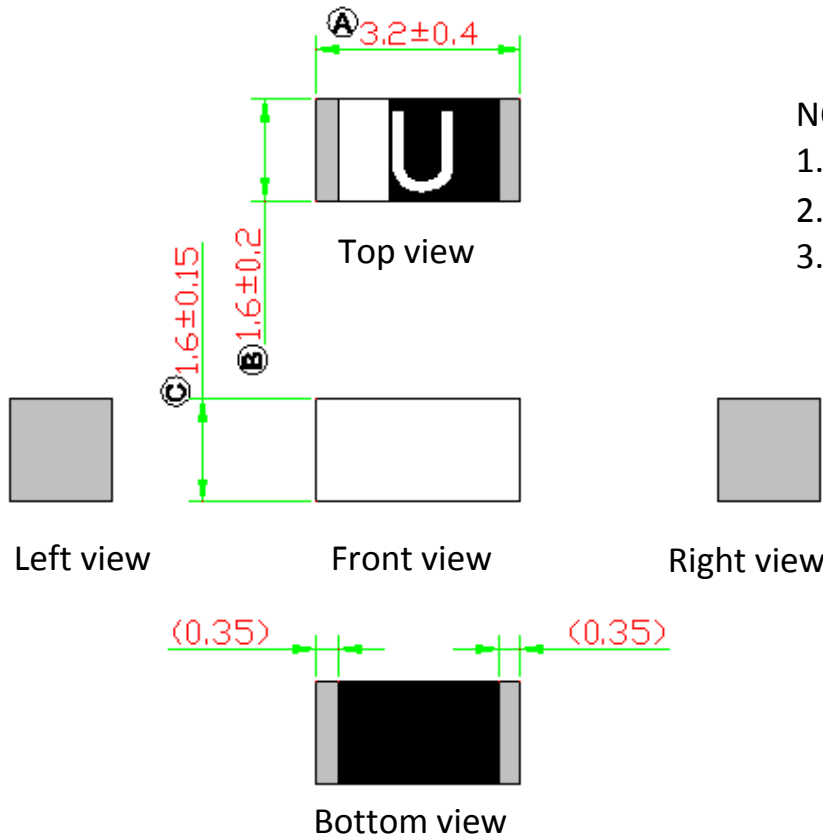 Ⓐ 3.2±0.4
U
Top view
NO
1.
2.
3.
Ⓑ 1.6±0.2
Ⓒ 1.6±0.15
Left view
Front view
Right view
(0.35) (0.35)
Bottom view